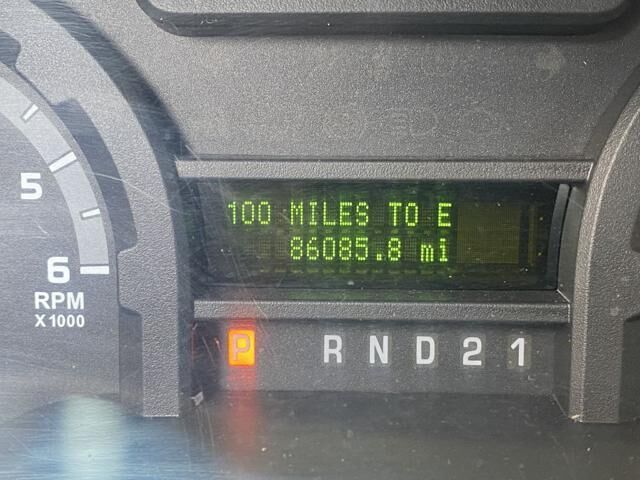 100 MILES TO E
86085.8 mi
5
6
RPM
X1000
P R N D 2 1